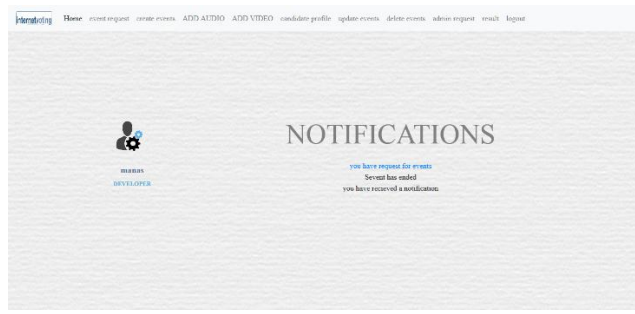 internetvoting Home event request create events ADD AUDIO ADD VIDEO candidate profile update events delete events admin request result logout
NOTIFICATIONS
you have request for events
5event has ended
you have recieved a notification
manas
DEVELOPER